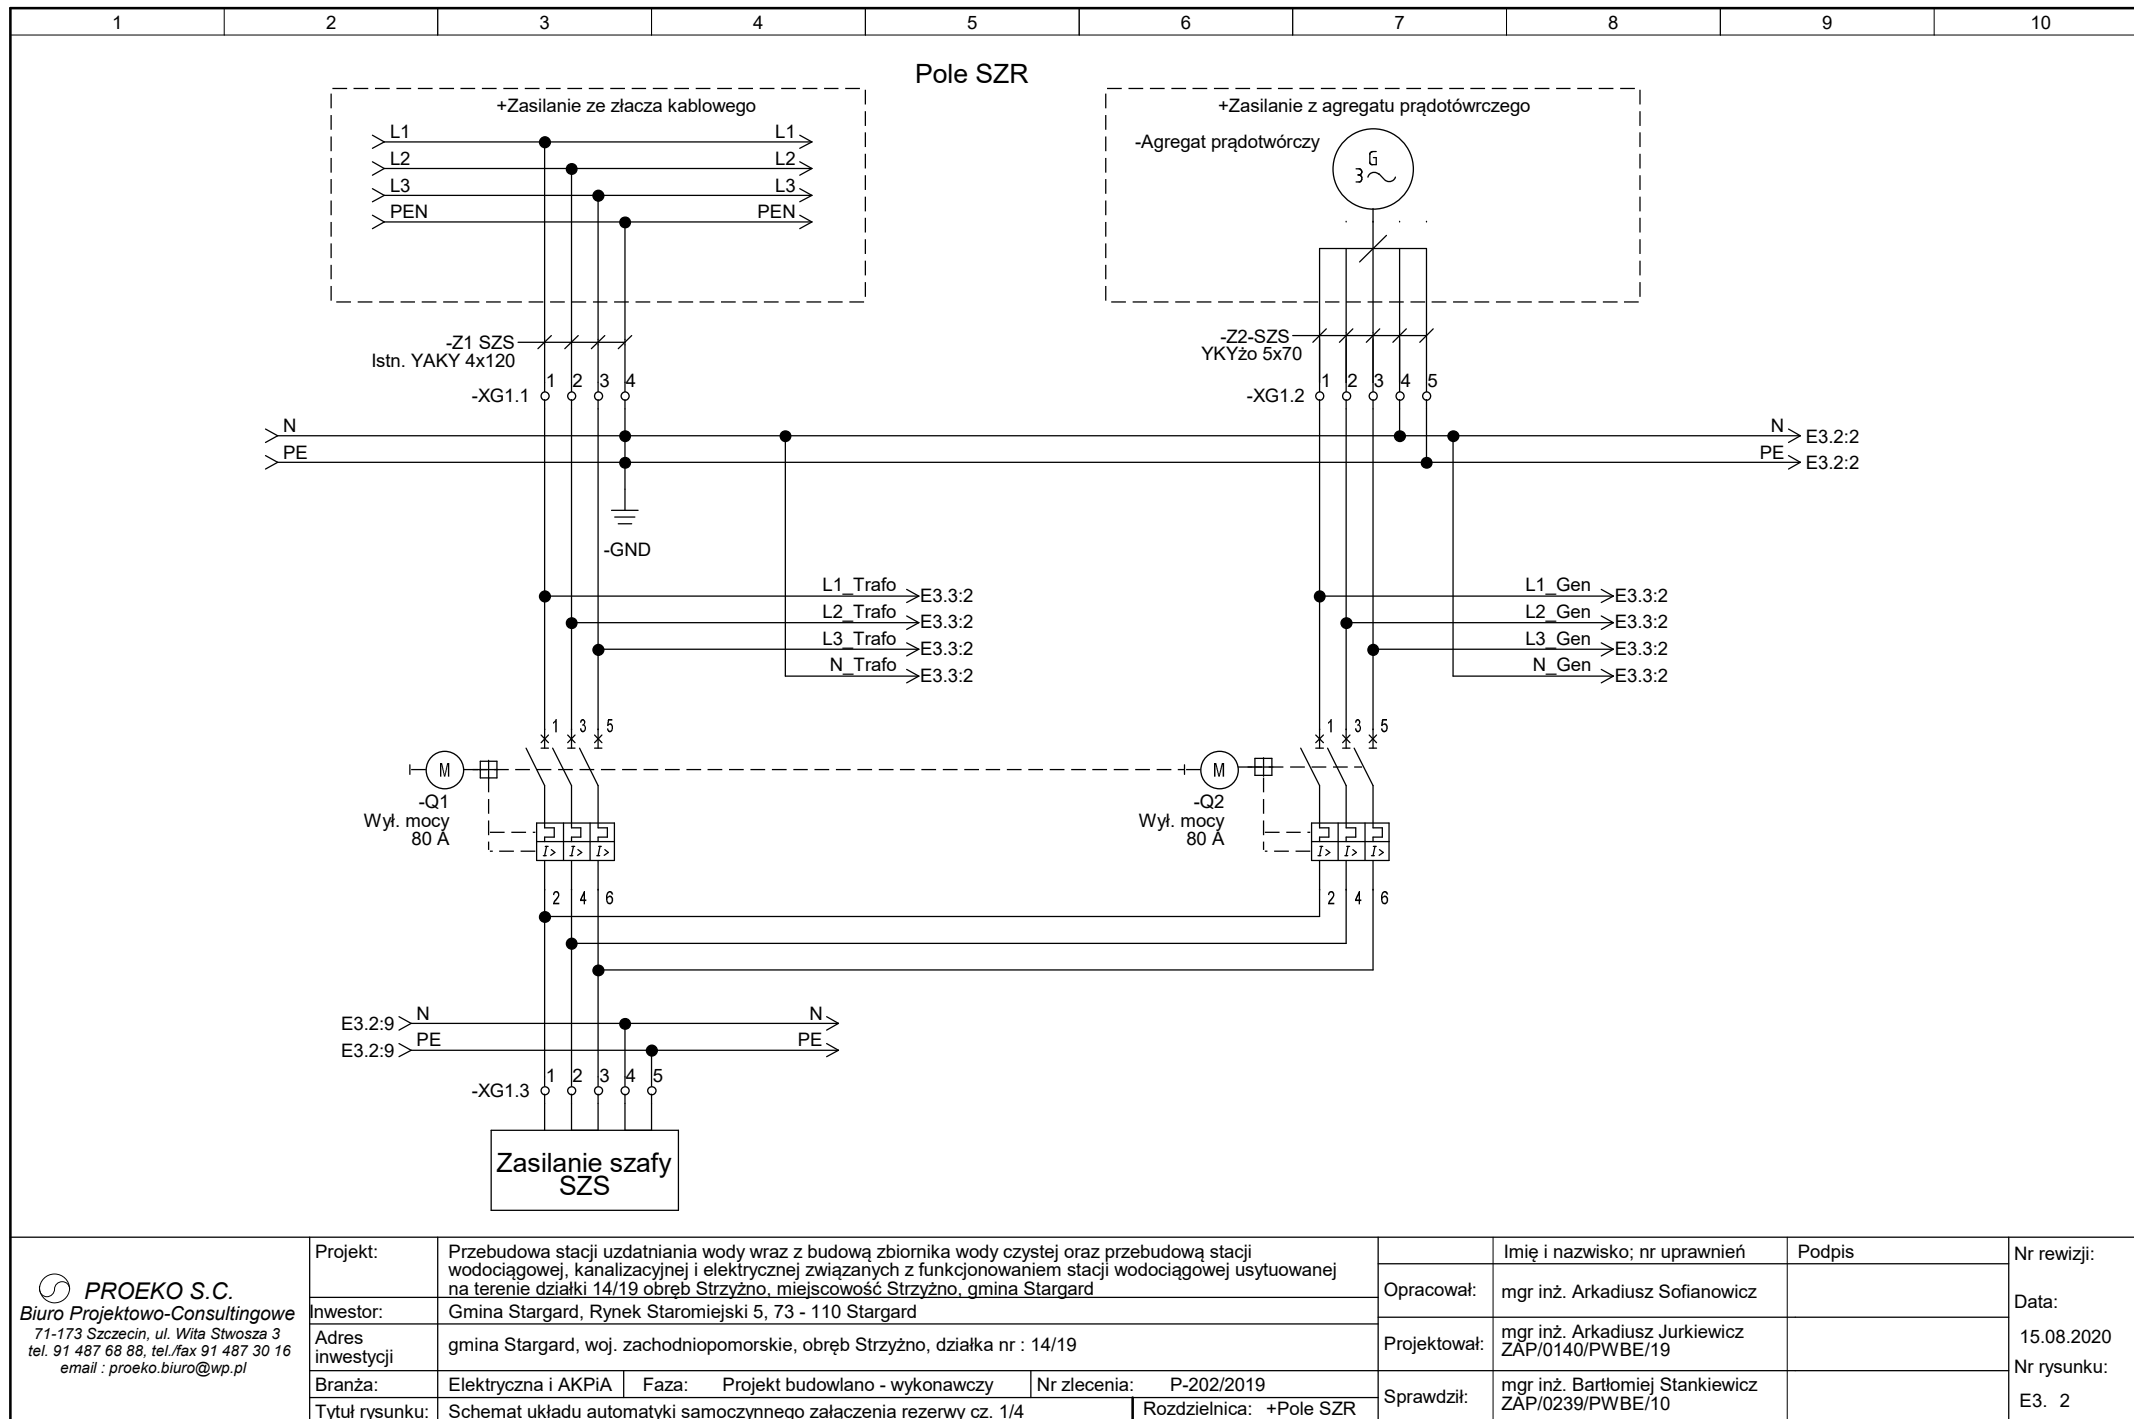 1 2 3 4 5 6 7 8 9 10
Pole SZR
+Zasilanie ze złacza kablowego
L1 L1
L2 L2
L3 L3
PEN PEN
+Zasilanie z agregatu prądotówrczego
-Agregat prądotwórczy
G
3
-Z1 SZS
Istn. YAKY 4x120
-XG1.1 1 2 3 4
-Z2-SZS
YKYżo 5x70
-XG1.2 1 2 3 4 5
N N E3.2:2
PE PE E3.2:2
-GND
L1_Trafo E3.3:2
L2_Trafo E3.3:2
L3_Trafo E3.3:2
N_Trafo E3.3:2
L1_Gen E3.3:2
L2_Gen E3.3:2
L3_Gen E3.3:2
N_Gen E3.3:2
1 3 5
M
-Q1
Wył. mocy
80 A
I> I> I>
2 4 6
1 3 5
M
-Q2
Wył. mocy
80 A
I> I> I>
2 4 6
E3.2:9 N N
E3.2:9 PE PE
-XG1.3 1 2 3 4 5
Zasilanie szafy
SZS
PROEKO S.C.
Biuro Projektowo-Consultingowe
71-173 Szczecin, ul. Wita Stwosza 3
tel. 91 487 68 88, tel./fax 91 487 30 16
email : proeko.biuro@wp.pl
Projekt:
Przebudowa stacji uzdatniania wody wraz z budową zbiornika wody czystej oraz przebudową stacji
wodociągowej, kanalizacyjnej i elektrycznej związanych z funkcjonowaniem stacji wodociągowej usytuowanej
na terenie działki 14/19 obręb Strzyżno, miejscowość Strzyżno, gmina Stargard
Inwestor: Gmina Stargard, Rynek Staromiejski 5, 73 - 110 Stargard
Adres
inwestycji
gmina Stargard, woj. zachodniopomorskie, obręb Strzyżno, działka nr : 14/19
Branża: Elektryczna i AKPiA Faza: Projekt budowlano - wykonawczy Nr zlecenia: P-202/2019
Tytuł rysunku: Schemat układu automatyki samoczynnego załączenia rezerwy cz. 1/4 Rozdzielnica: +Pole SZR
Imię i nazwisko; nr uprawnień Podpis
Opracował: mgr inż. Arkadiusz Sofianowicz
Projektował: mgr inż. Arkadiusz Jurkiewicz
ZAP/0140/PWBE/19
Sprawdził: mgr inż. Bartłomiej Stankiewicz
ZAP/0239/PWBE/10
Nr rewizji:
Data:
15.08.2020
Nr rysunku:
E3. 2